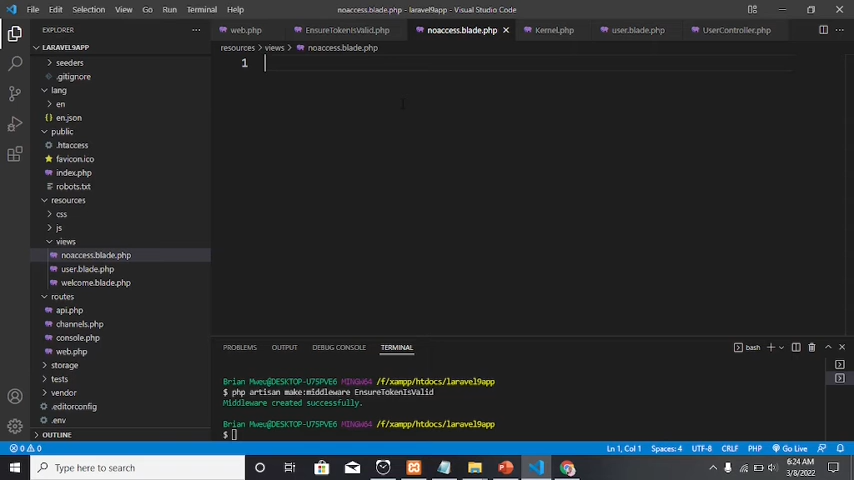 File Edit Selection View Go Run Terminal Help
noaccess.blade.php - laravel9app - Visual Studio Code
EXPLORER
web.php EnsureTokenIsValid.php noaccess.blade.php Kernel.php user.blade.php UserController.php
LARAVEL9APP
resources > views > noaccess.blade.php
1
seeders
.gitignore
lang
en
en.json
public
.htaccess
favicon.ico
index.php
robots.txt
resources
css
js
views
noaccess.blade.php
user.blade.php
welcome.blade.php
routes
api.php
channels.php
console.php
web.php
storage
tests
vendor
.editorconfig
.env
OUTLINE
PROBLEMS OUTPUT DEBUG CONSOLE TERMINAL
bash
Brian Mweu@DESKTOP-U7SPVE6 MINGW64 /f/xampp/htdocs/laravel9app
$ php artisan make:middleware EnsureTokenIsValid
Middleware created successfully.
Brian Mweu@DESKTOP-U7SPVE6 MINGW64 /f/xampp/htdocs/laravel9app
$
0 0
Ln 1, Col 1 Spaces: 4 UTF-8 CRLF PHP Go Live
Type here to search
6:24 AM
3/8/2022